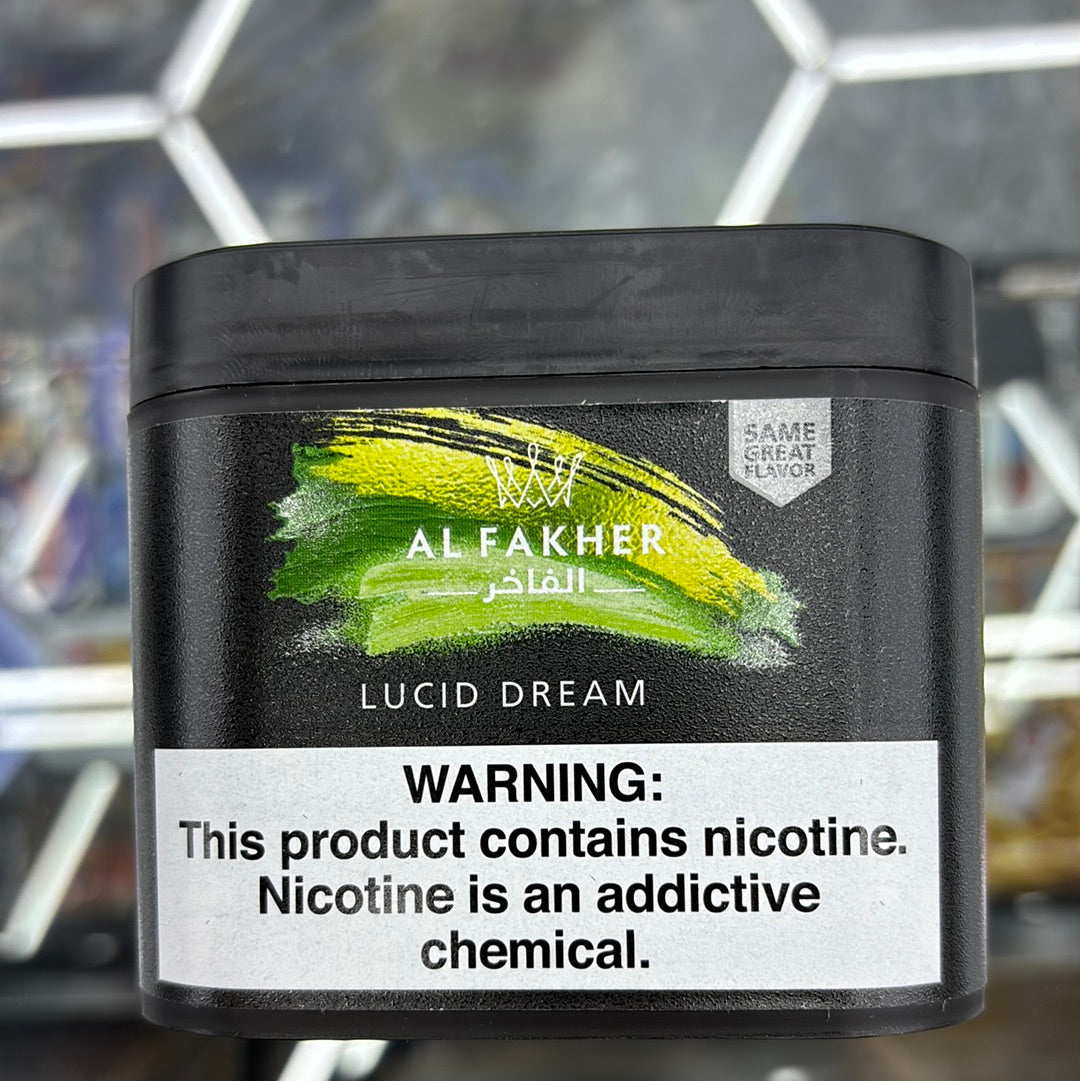 SAME
GREAT
FLAVOR
AL FAKHER
الفاخر
LUCID DREAM
WARNING:
This product contains nicotine.
Nicotine is an addictive
chemical.